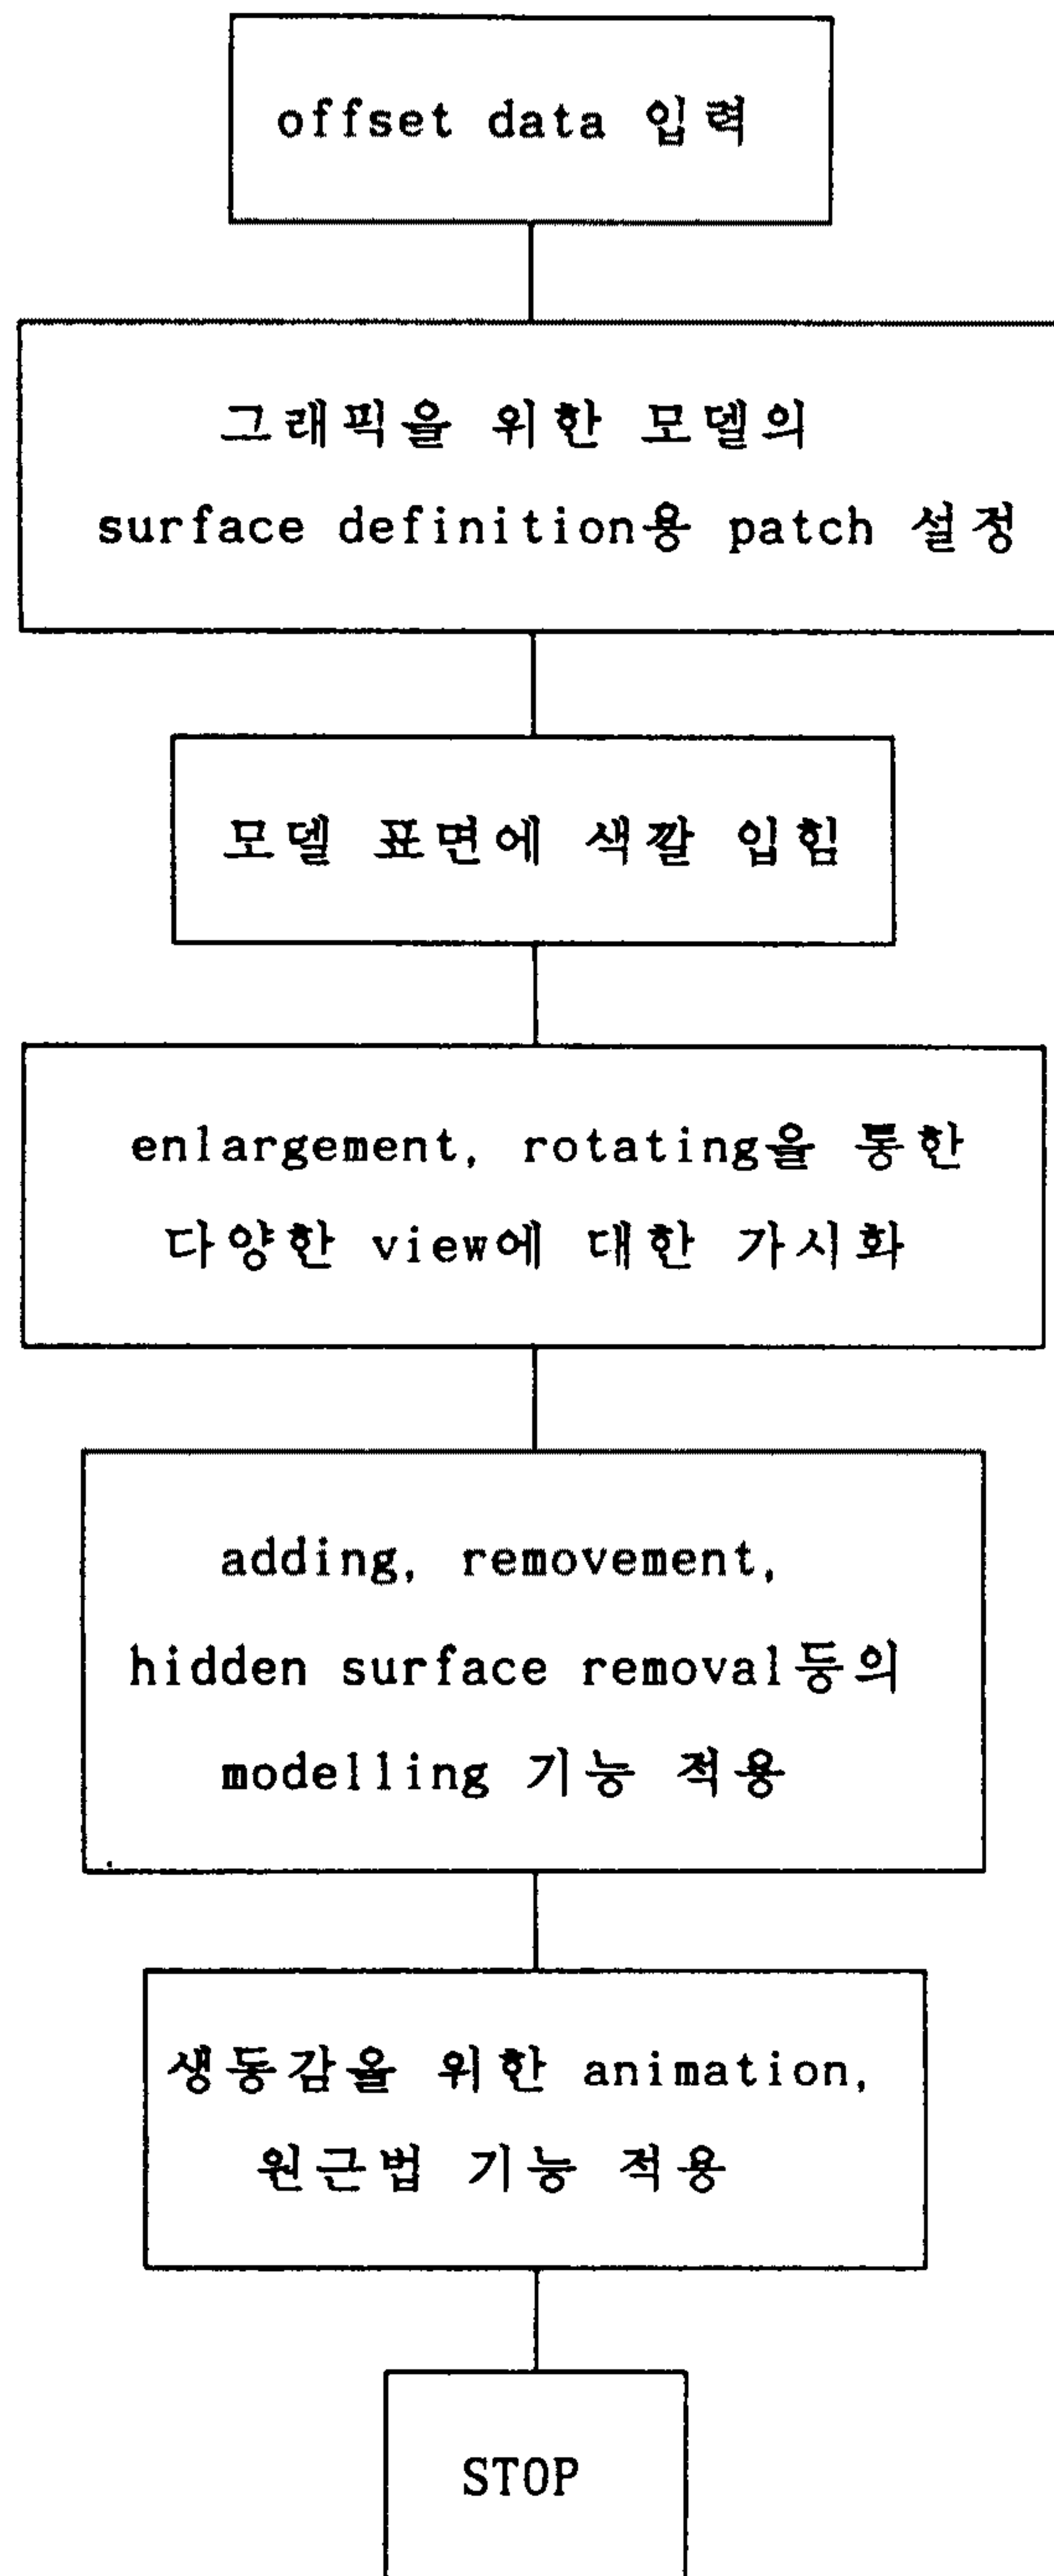 offset data 입력
그래픽을 위한 모델의
surface definition용 patch 설정
모델 표면에 색깔 입힘
enlargement, rotating을 통한
다양한 view에 대한 가시화
adding, removement,
hidden surface removal등의
modelling 기능 적용
생동감을 위한 animation,
원근법 기능 적용
STOP